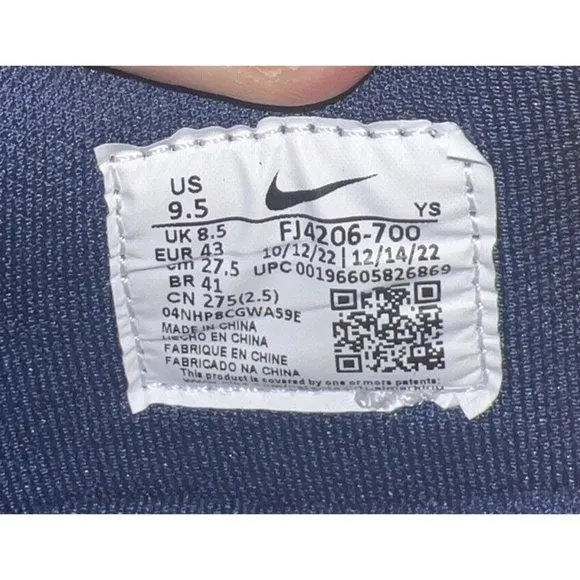 US
9.5
YS
UK 8.5
FJ4206-700
EUR 43
10/12/22 | 12/14/22
cm 27.5
UPC 00196605826869
BR 41
CN 275(2.5)
04NHPBCGWA59E
MADE IN CHINA
HECHO EN CHINA
FABRIQUE EN CHINE
FABRICADO NA CHINA
This product is covered by one or more patents: